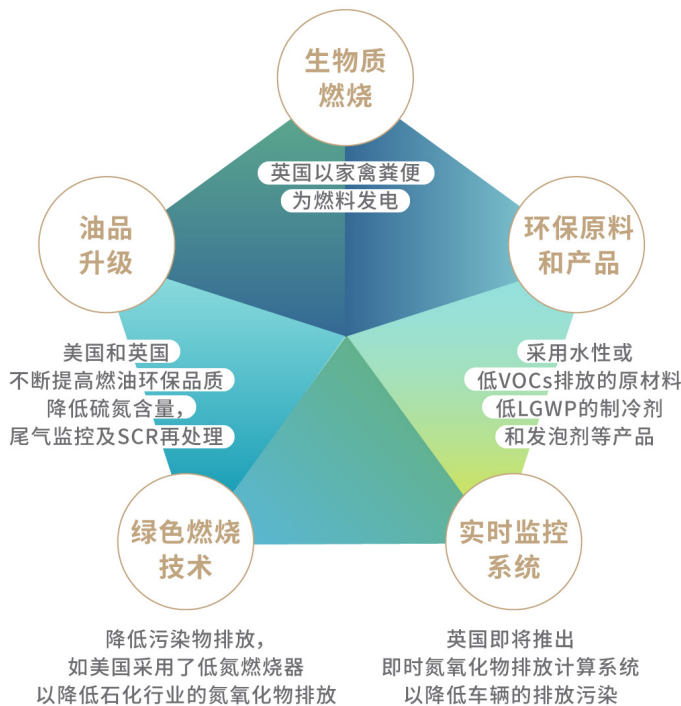 生物质
燃烧
英国以家禽粪便
为燃料发电
油品
升级
美国和英国
不断提高燃油环保品质
降低硫氮含量，
尾气监控及SCR再处理
环保原料
和产品
采用水性或
低VOCs排放的原材料
低LGWP的制冷剂
和发泡剂等产品
绿色燃烧
技术
降低污染物排放，
如美国采用了低氮燃烧器
以降低石化行业的氮氧化物排放
实时监控
系统
英国即将推出
即时氮氧化物排放计算系统
以降低车辆的排放污染